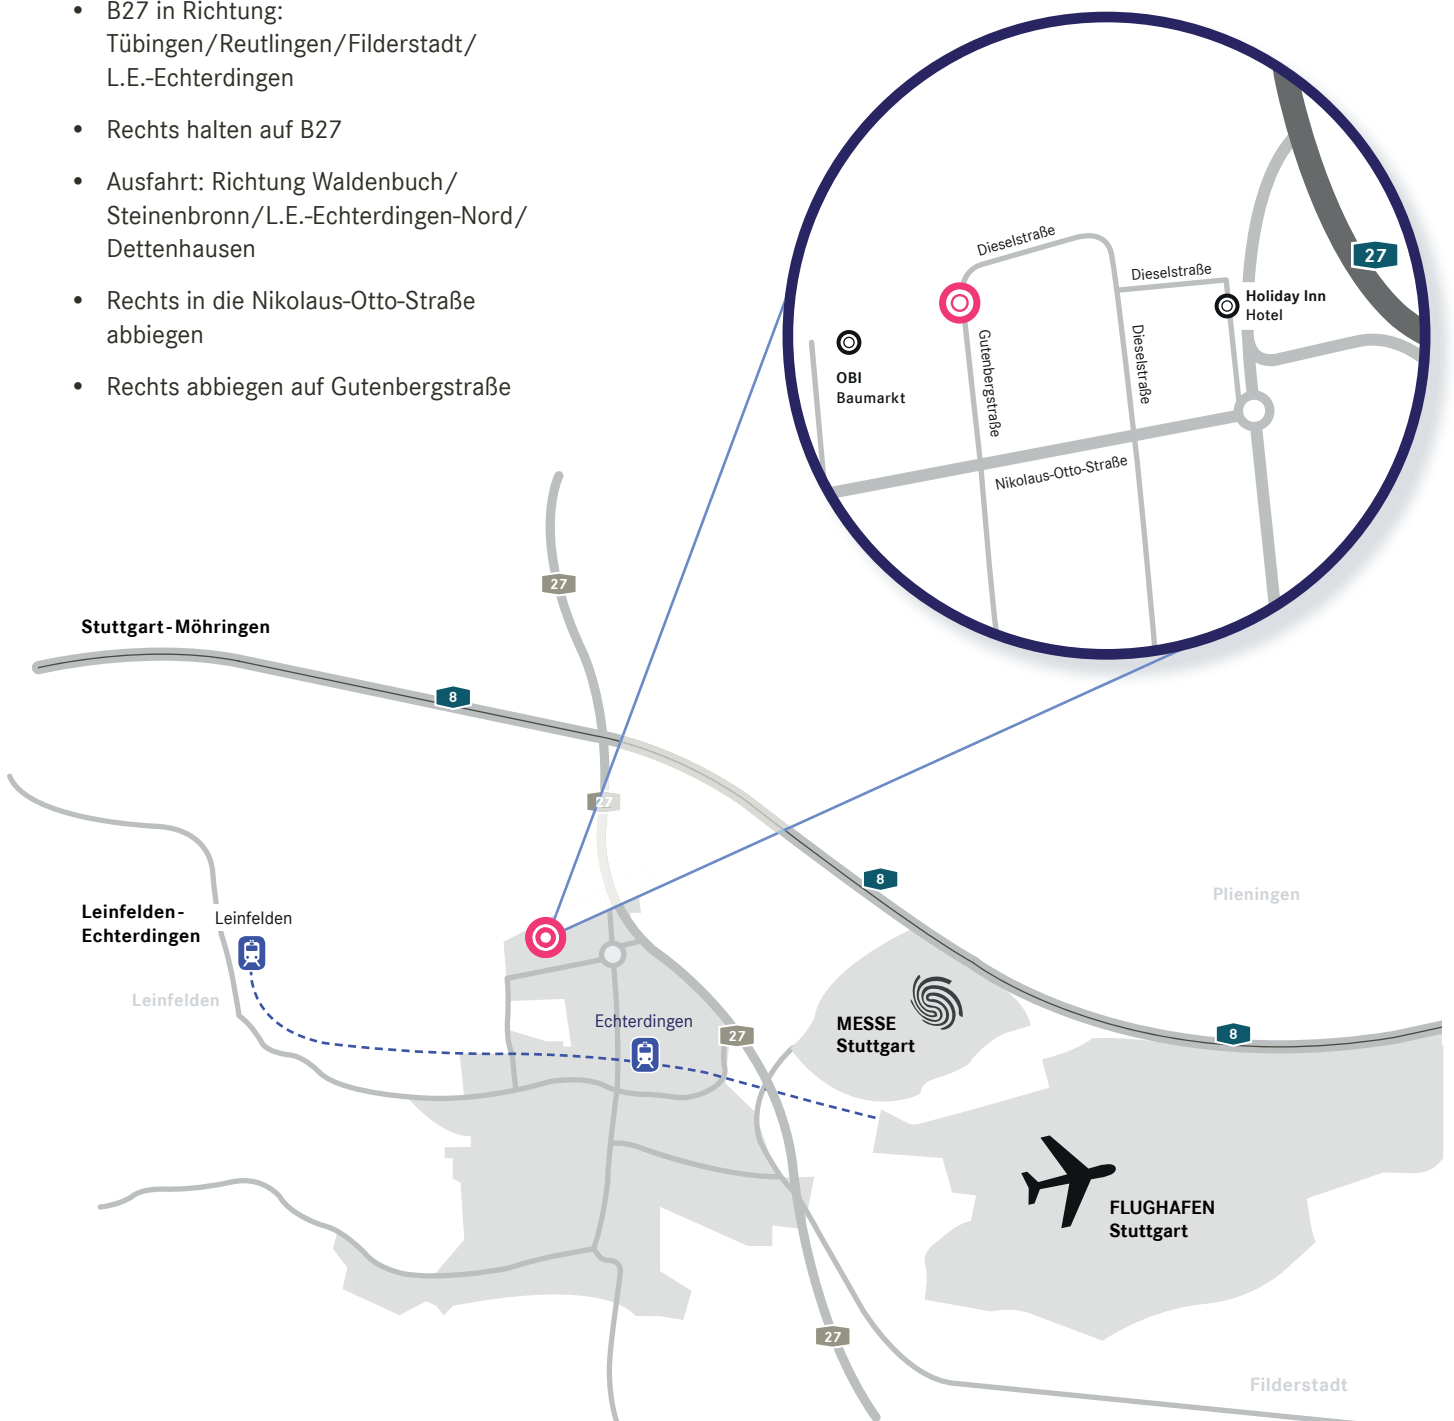 • B27 in Richtung:
Tübingen/Reutlingen/Filderstadt/
L.E.-Echterdingen
• Rechts halten auf B27
• Ausfahrt: Richtung Waldenbuch/
Steinenbronn/L.E.-Echterdingen-Nord/
Dettenhausen
• Rechts in die Nikolaus-Otto-Straße
abbiegen
• Rechts abbiegen auf Gutenbergstraße
Dieselstraße
Dieselstraße
27
Holiday Inn
Hotel
Gutenbergstraße
Dieselstraße
OBI
Baumarkt
Nikolaus-Otto-Straße
27
Stuttgart-Möhringen
8
27
8
Plieningen
Leinfelden-
Echterdingen
Leinfelden
Leinfelden
Echterdingen
27
MESSE
Stuttgart
8
FLUGHAFEN
Stuttgart
27
Filderstadt